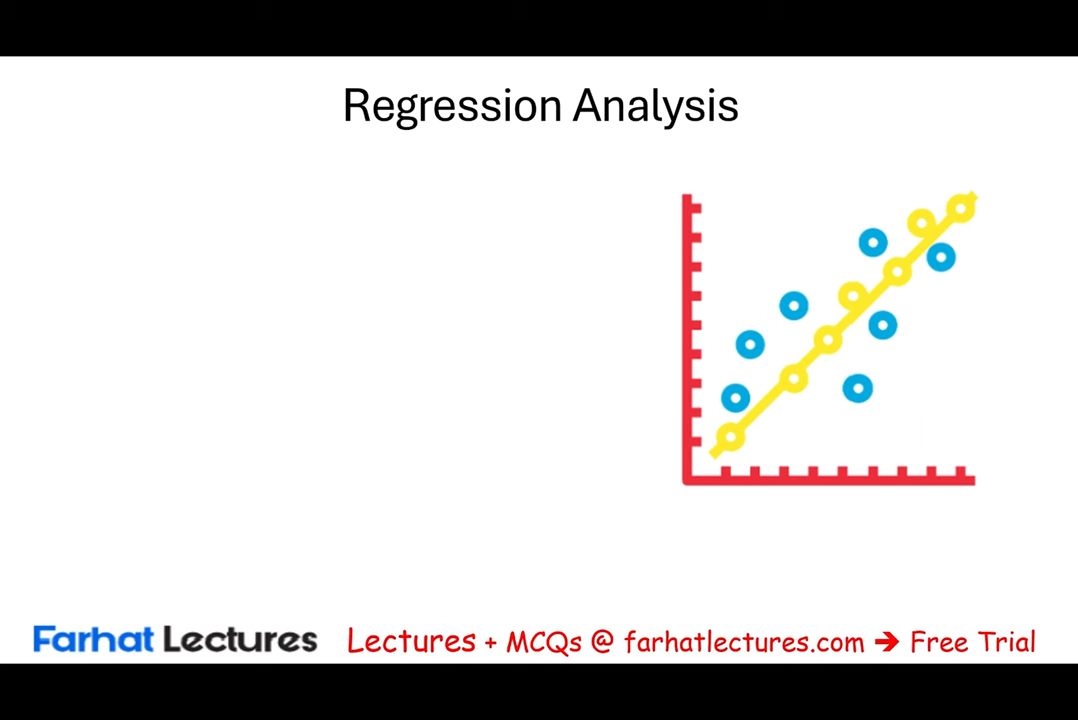 Regression Analysis
Farhat Lectures Lectures + MCQs @ farhatlectures.com → Free Trial